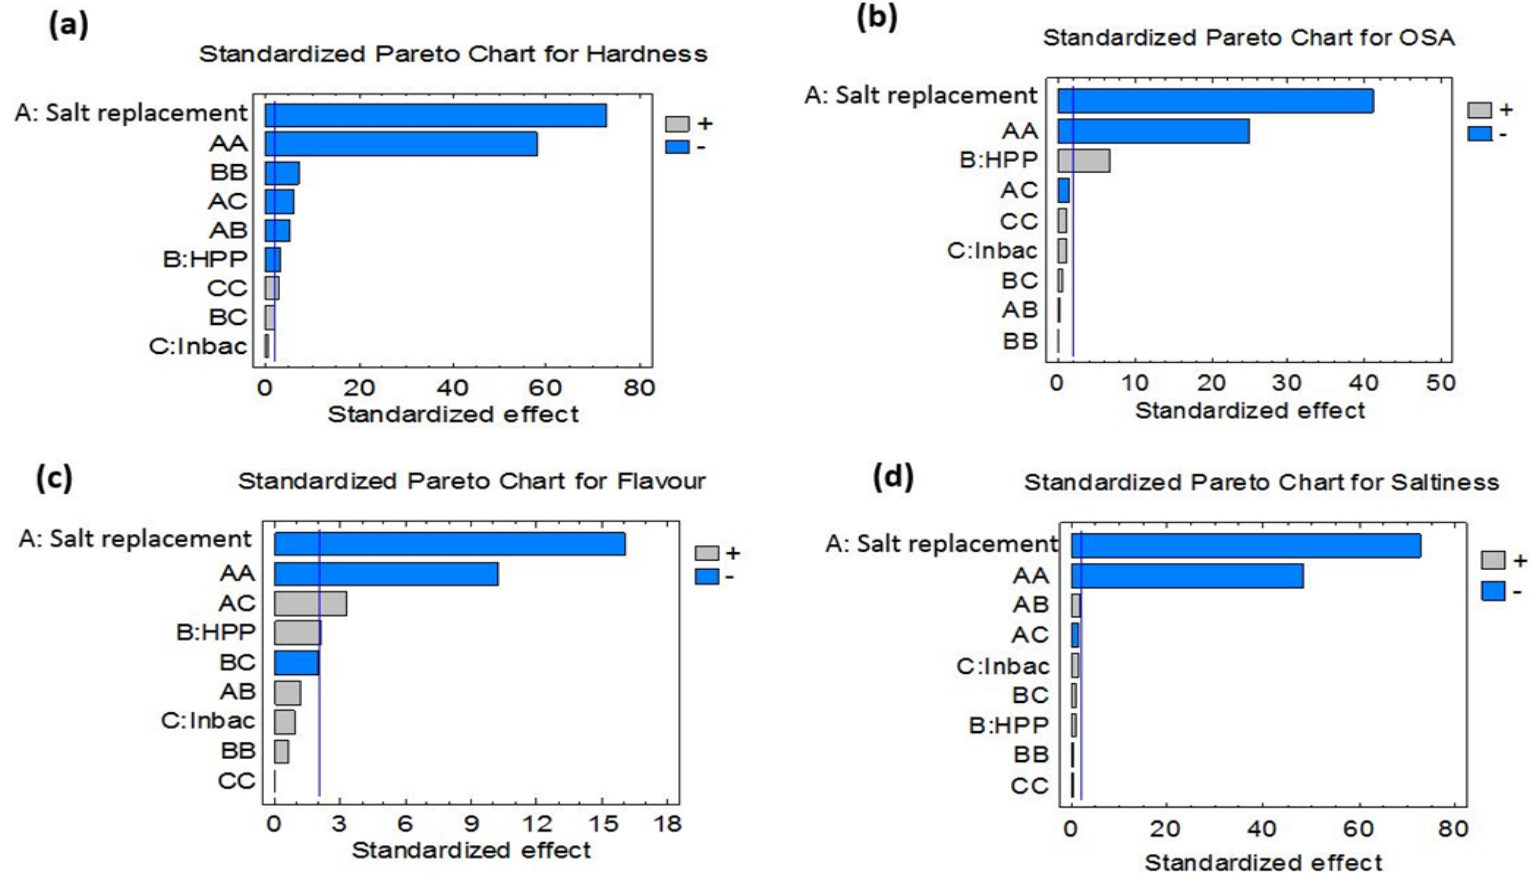 (a)
Standardized Pareto Chart for Hardness
A: Salt replacement
AA
BB
AC
AB
B:HPP
CC
BC
C:Inbac
0 20 40 60 80
Standardized effect
+
-
(b)
Standardized Pareto Chart for OSA
A: Salt replacement
AA
B:HPP
AC
CC
C:Inbac
BC
AB
BB
0 10 20 30 40 50
Standardized effect
+
-
(c)
Standardized Pareto Chart for Flavour
A: Salt replacement
AA
AC
B:HPP
BC
AB
C:Inbac
BB
CC
0 3 6 9 12 15 18
Standardized effect
+
-
(d)
Standardized Pareto Chart for Saltiness
A: Salt replacement
AA
AB
AC
C:Inbac
BC
B:HPP
BB
CC
0 20 40 60 80
Standardized effect
+
-